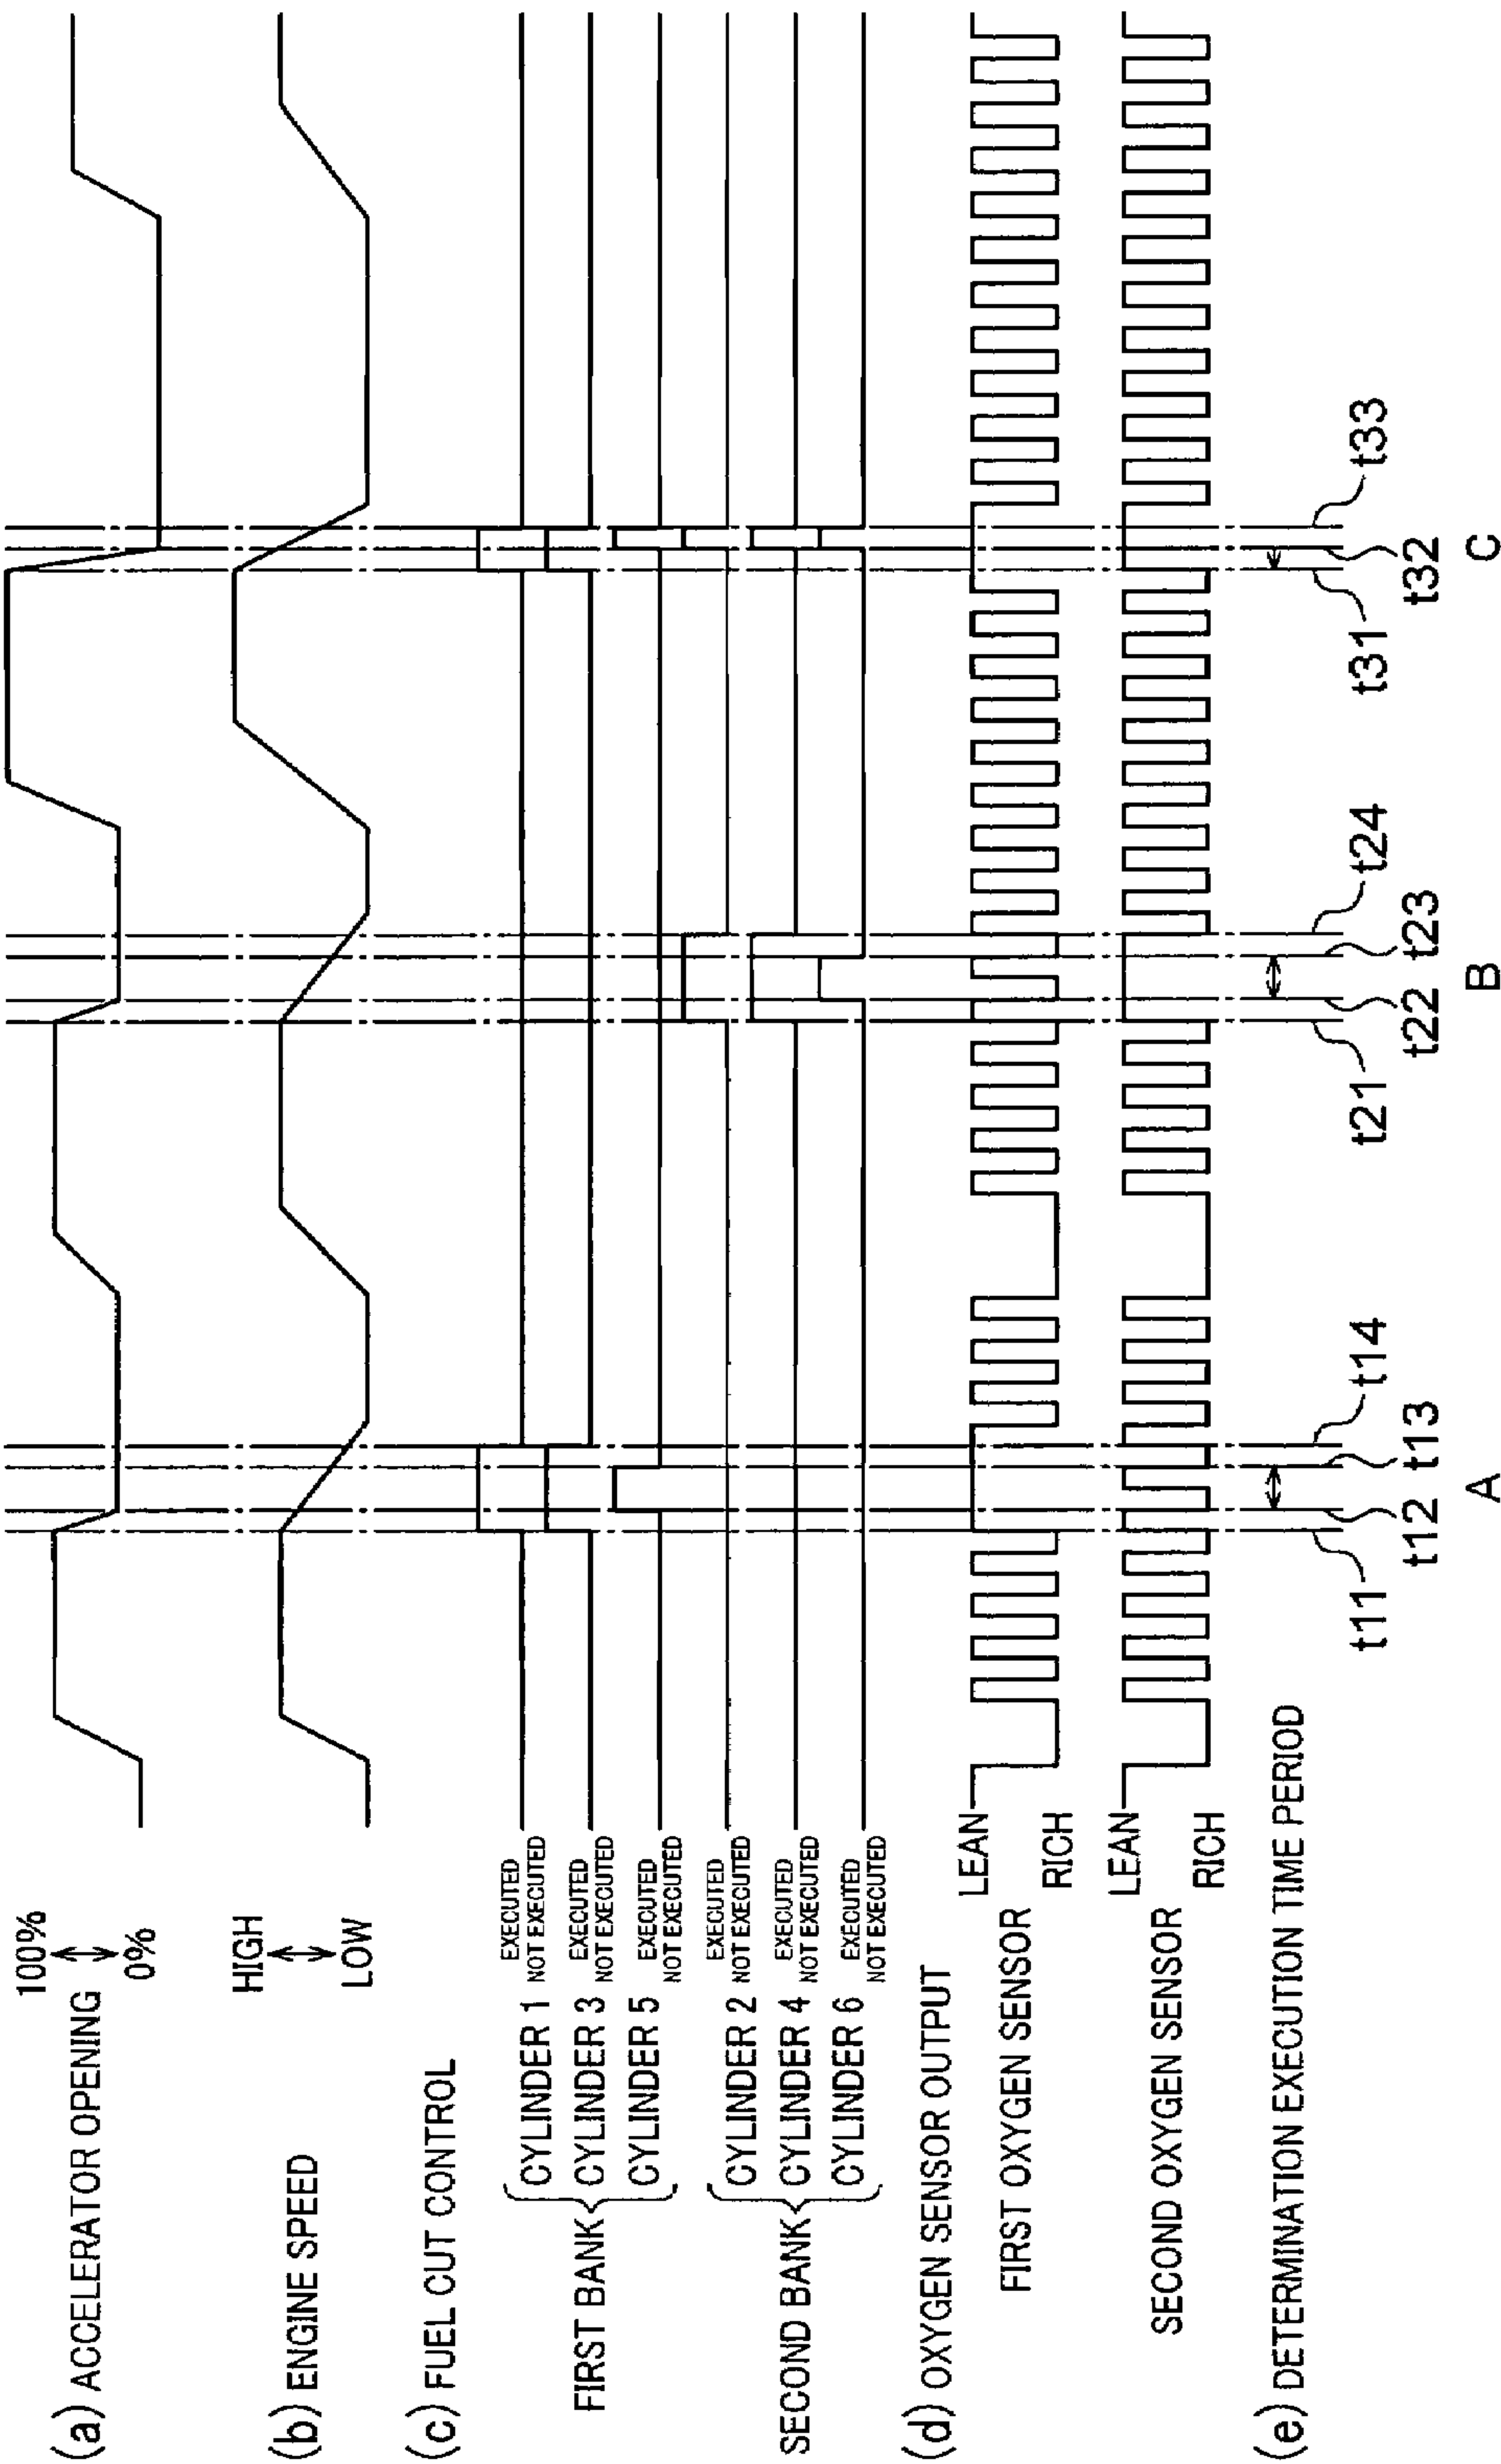 (a) ACCELERATOR OPENING
100%
0%
(b) ENGINE SPEED
HIGH
LOW
(c) FUEL CUT CONTROL
FIRST BANK
CYLINDER 1
EXECUTED
NOT EXECUTED
CYLINDER 3
EXECUTED
NOT EXECUTED
CYLINDER 5
EXECUTED
NOT EXECUTED
SECOND BANK
CYLINDER 2
EXECUTED
NOT EXECUTED
CYLINDER 4
EXECUTED
NOT EXECUTED
CYLINDER 6
EXECUTED
NOT EXECUTED
(d) OXYGEN SENSOR OUTPUT
FIRST OXYGEN SENSOR
LEAN
RICH
SECOND OXYGEN SENSOR
LEAN
RICH
(e) DETERMINATION EXECUTION TIME PERIOD
t11 t14 t21 t24 t31 t33
t12 t13 t22 t23 t32
A B C